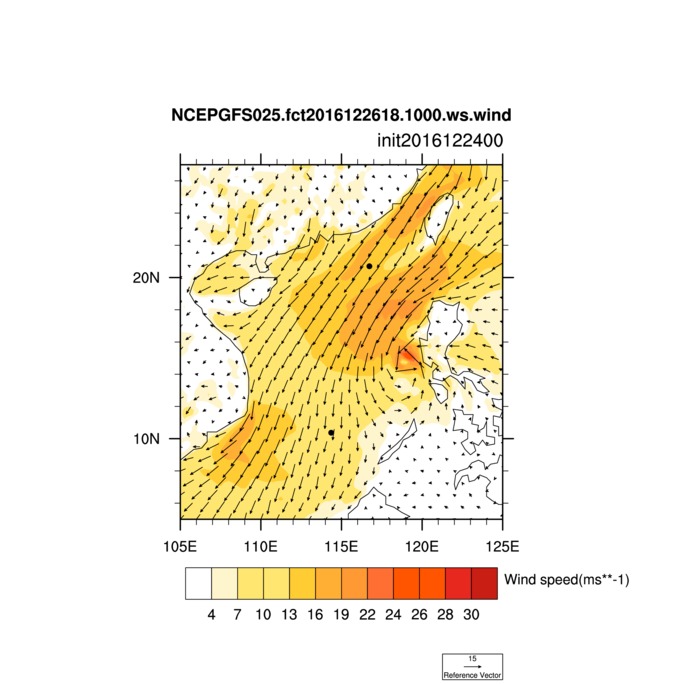 NCEPGFS025.fct2016122618.1000.ws.wind
init2016122400
20N
10N
105E 110E 115E 120E 125E
Wind speed(ms**-1)
4 7 10 13 16 19 22 24 26 28 30
15
Reference Vector